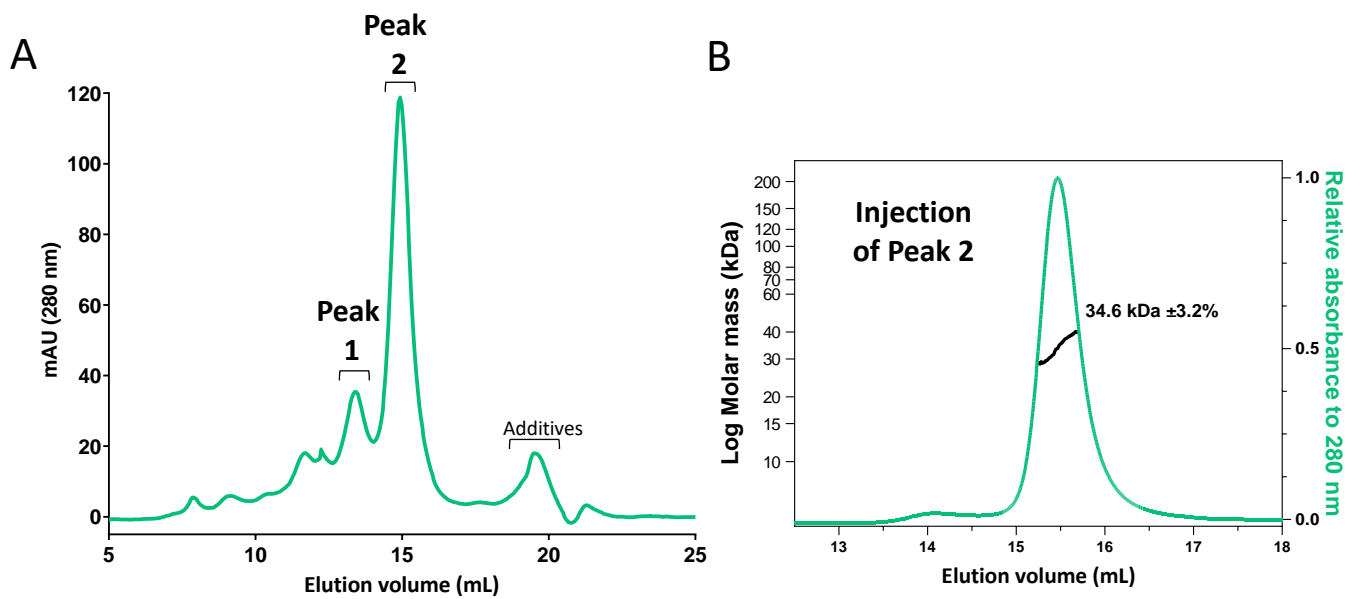 A
Peak
2
Peak
1
Additives
mAU (280 nm)
120
100
80
60
40
20
0
5
10
15
20
25
Elution volume (mL)
B
Injection
of Peak 2
34.6 kDa ±3.2%
Log Molar mass (kDa)
200
150
120
100
80
70
60
40
30
20
15
10
13
14
15
16
17
18
Elution volume (mL)
1.0
0.5
0.0
Relative absorbance to 280 nm